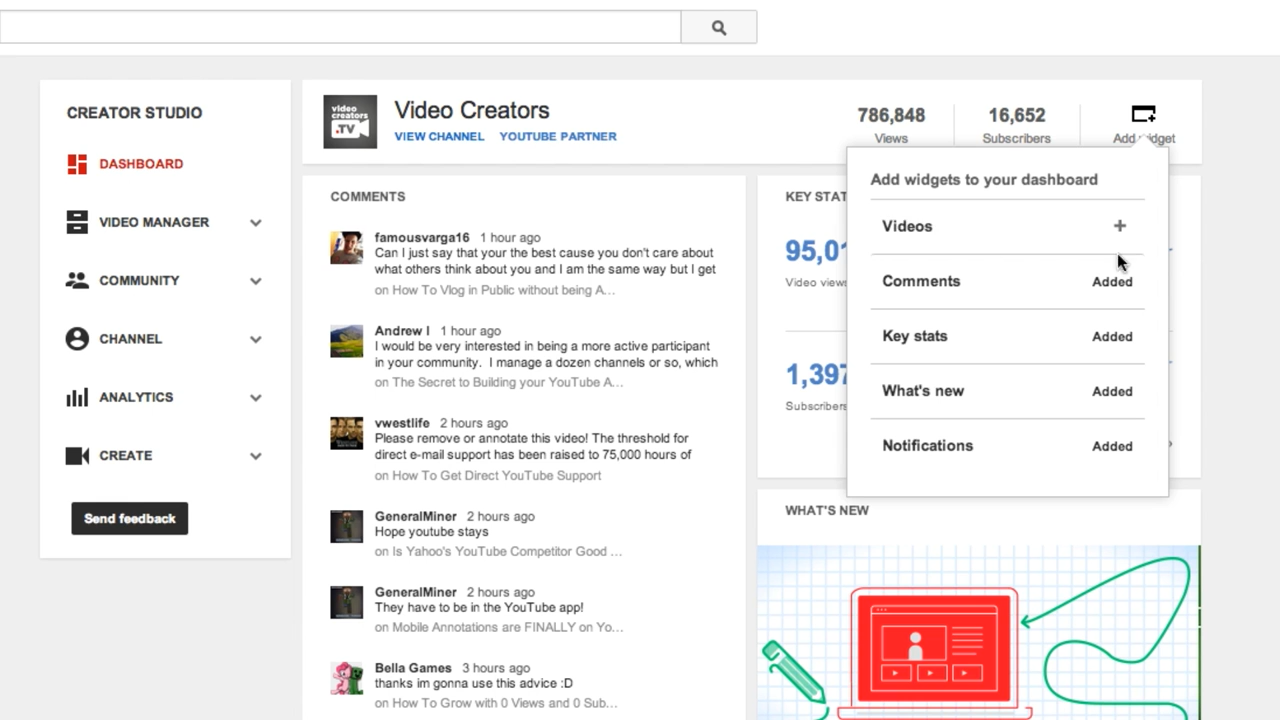 CREATOR STUDIO
DASHBOARD
VIDEO MANAGER
COMMUNITY
CHANNEL
ANALYTICS
CREATE
Send feedback
video
creators
.TV
Video Creators
VIEW CHANNEL YOUTUBE PARTNER
786,848
Views
16,652
Subscribers
Add widget
COMMENTS
famousvarga16 1 hour ago
Can I just say that your the best cause you don't care about
what others think about you and I am the same way but I get
on How To Vlog in Public without being A...
Andrew I 1 hour ago
I would be very interested in being a more active participant
in your community. I manage a dozen channels or so, which
on The Secret to Building your YouTube A...
vwestlife 2 hours ago
Please remove or annotate this video! The threshold for
direct e-mail support has been raised to 75,000 hours of
on How To Get Direct YouTube Support
GeneralMiner 2 hours ago
Hope youtube stays
on Is Yahoo's YouTube Competitor Good ...
GeneralMiner 2 hours ago
They have to be in the YouTube app!
on Mobile Annotations are FINALLY on Yo...
Bella Games 3 hours ago
thanks im gonna use this advice :D
on How To Grow with 0 Views and 0 Sub...
KEY STAT
95,01
Video views
1,397
Subscribers
Add widgets to your dashboard
Videos +
Comments Added
Key stats Added
What's new Added
Notifications Added
WHAT'S NEW